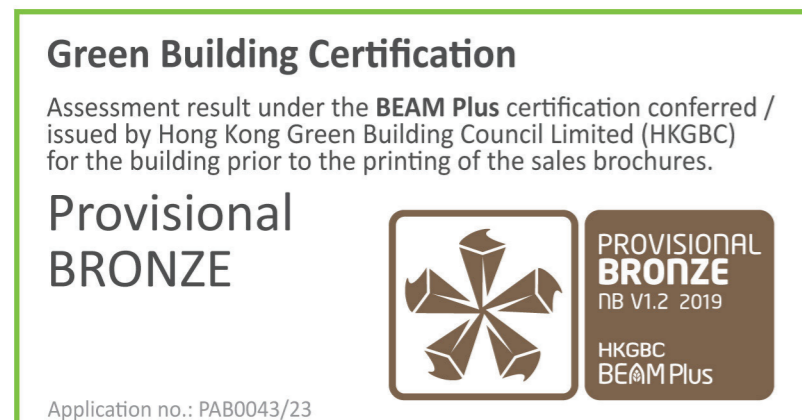 Green Building Certification
Assessment result under the BEAM Plus certification conferred /
issued by Hong Kong Green Building Council Limited (HKGBC)
for the building prior to the printing of the sales brochures.
Provisional
BRONZE
PROVISIONAL
BRONZE
NB V1.2 2019
HKGBC
BEAM Plus
Application no.: PAB0043/23